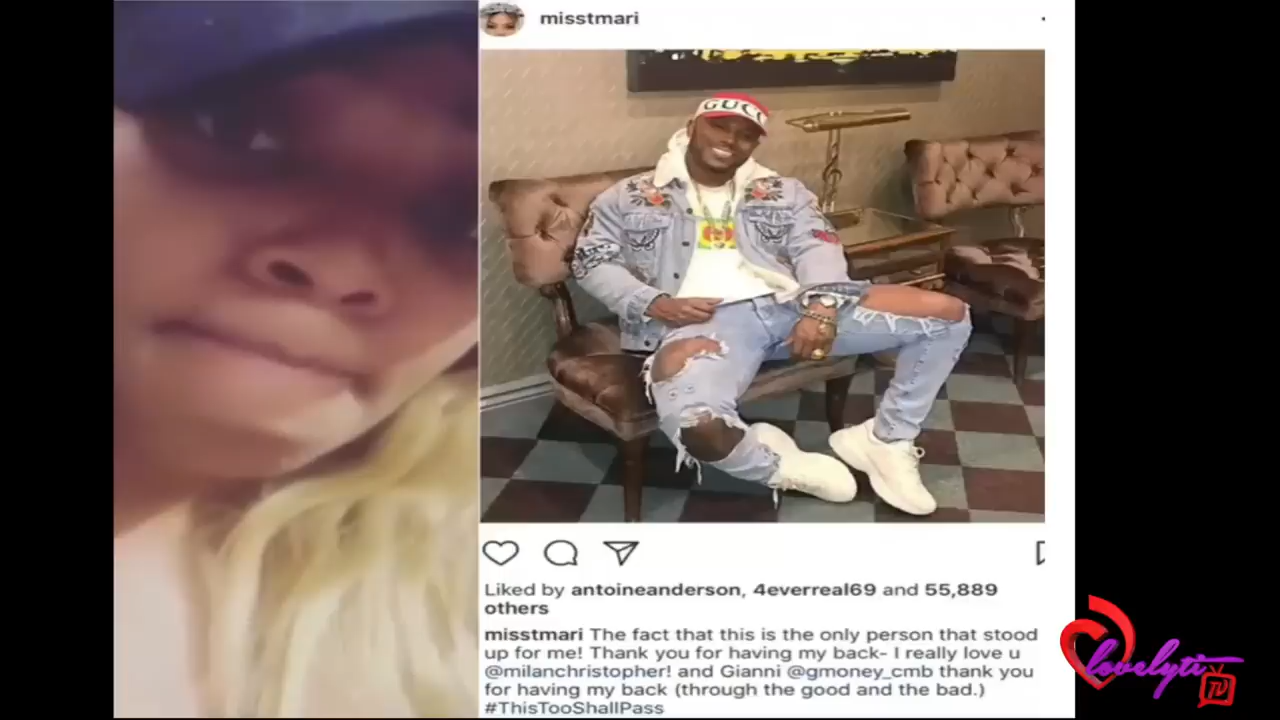 misstmari
GUCC
Liked by antoineanderson, 4everreal69 and 55,889
others
misstmari The fact that this is the only person that stood
up for me! Thank you for having my back- I really love u
@milanchristopher! and Gianni @gmoney_cmb thank you
for having my back (through the good and the bad.)
#ThisTooShallPass
lovelyti
TV